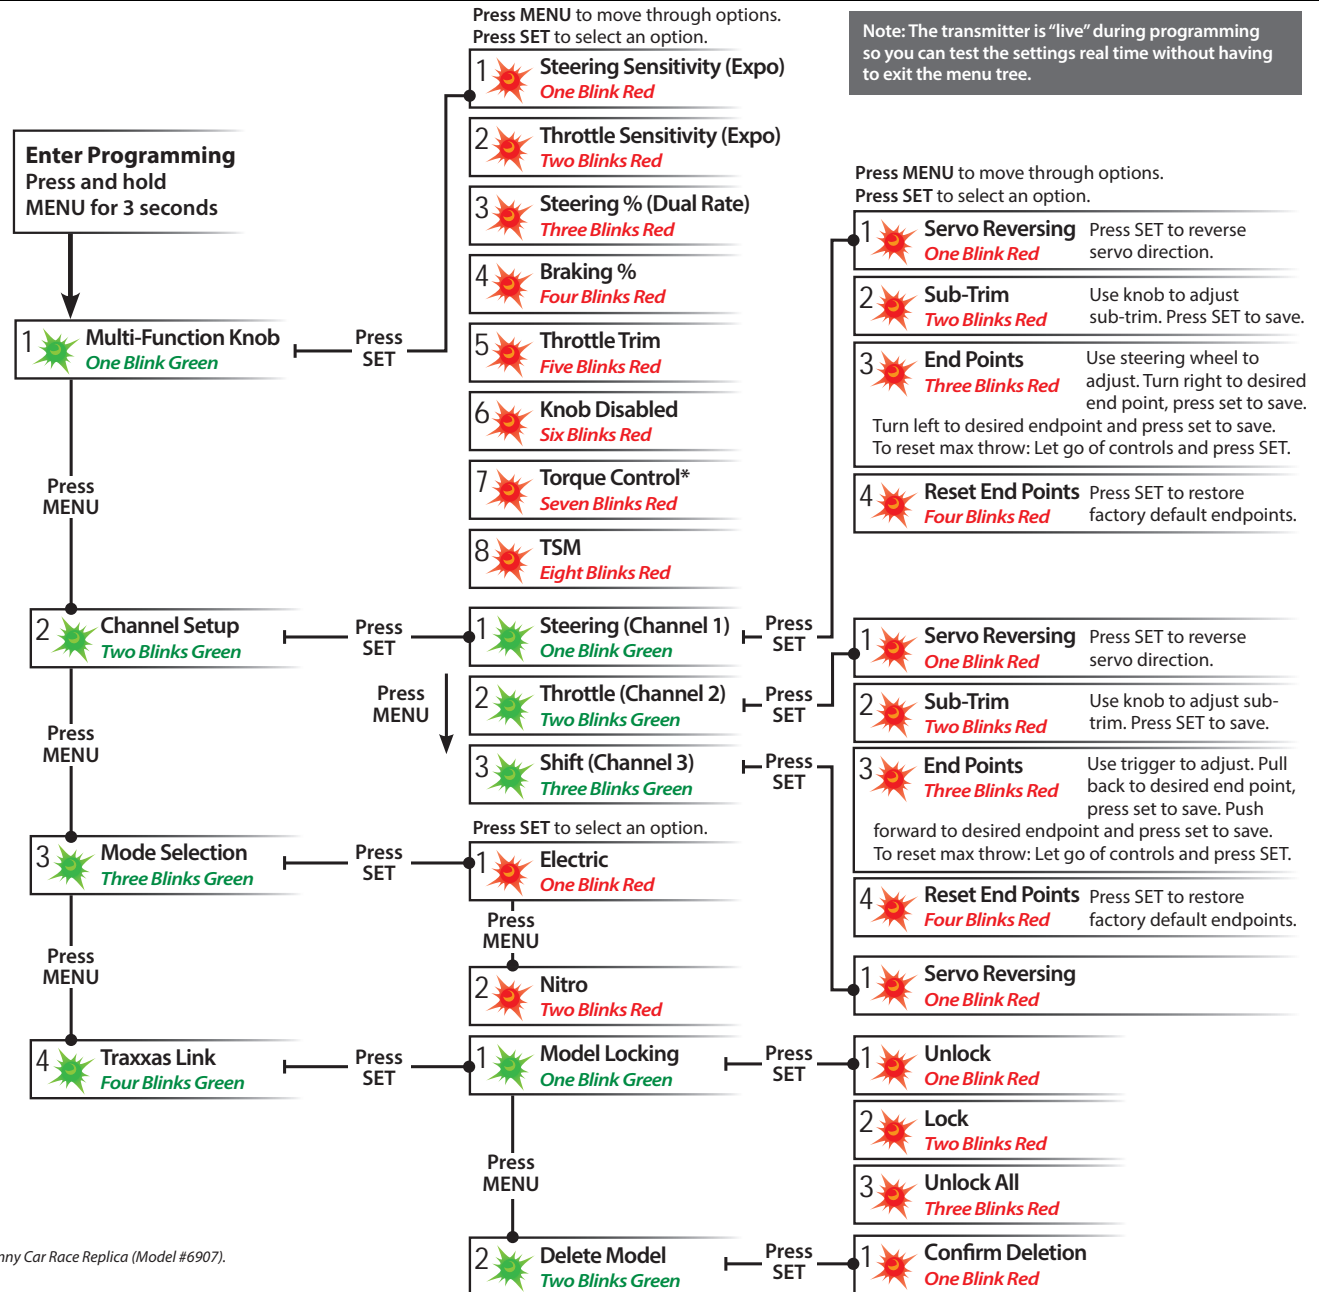 Press MENU to move through options.
Press SET to select an option.
Note: The transmitter is “live” during programming
so you can test the settings real time without having
to exit the menu tree.
Enter Programming
Press and hold
MENU for 3 seconds
1 Multi-Function Knob
One Blink Green
Press
SET
1 Steering Sensitivity (Expo)
One Blink Red
2 Throttle Sensitivity (Expo)
Two Blinks Red
3 Steering % (Dual Rate)
Three Blinks Red
4 Braking %
Four Blinks Red
5 Throttle Trim
Five Blinks Red
6 Knob Disabled
Six Blinks Red
7 Torque Control*
Seven Blinks Red
8 TSM
Eight Blinks Red
Press
MENU
2 Channel Setup
Two Blinks Green
Press
SET
1 Steering (Channel 1)
One Blink Green
Press
SET
Press
MENU
2 Throttle (Channel 2)
Two Blinks Green
Press
SET
3 Shift (Channel 3)
Three Blinks Green
Press
SET
Press MENU to move through options.
Press SET to select an option.
1 Servo Reversing
One Blink Red
Press SET to reverse
servo direction.
2 Sub-Trim
Two Blinks Red
Use knob to adjust
sub-trim. Press SET to save.
3 End Points
Three Blinks Red
Use steering wheel to
adjust. Turn right to desired
end point, press set to save.
Turn left to desired endpoint and press set to save.
To reset max throw: Let go of controls and press SET.
4 Reset End Points
Four Blinks Red
Press SET to restore
factory default endpoints.
1 Servo Reversing
One Blink Red
Press SET to reverse
servo direction.
2 Sub-Trim
Two Blinks Red
Use knob to adjust sub-
trim. Press SET to save.
3 End Points
Three Blinks Red
Use trigger to adjust. Pull
back to desired end point,
press set to save. Push
forward to desired endpoint and press set to save.
To reset max throw: Let go of controls and press SET.
4 Reset End Points
Four Blinks Red
Press SET to restore
factory default endpoints.
1 Servo Reversing
One Blink Red
Press
MENU
3 Mode Selection
Three Blinks Green
Press
SET
Press SET to select an option.
1 Electric
One Blink Red
Press
MENU
2 Nitro
Two Blinks Red
Press
MENU
4 Traxxas Link
Four Blinks Green
Press
SET
1 Model Locking
One Blink Green
Press
SET
1 Unlock
One Blink Red
2 Lock
Two Blinks Red
3 Unlock All
Three Blinks Red
Press
MENU
2 Delete Model
Two Blinks Green
Press
SET
1 Confirm Deletion
One Blink Red
nny Car Race Replica (Model #6907).